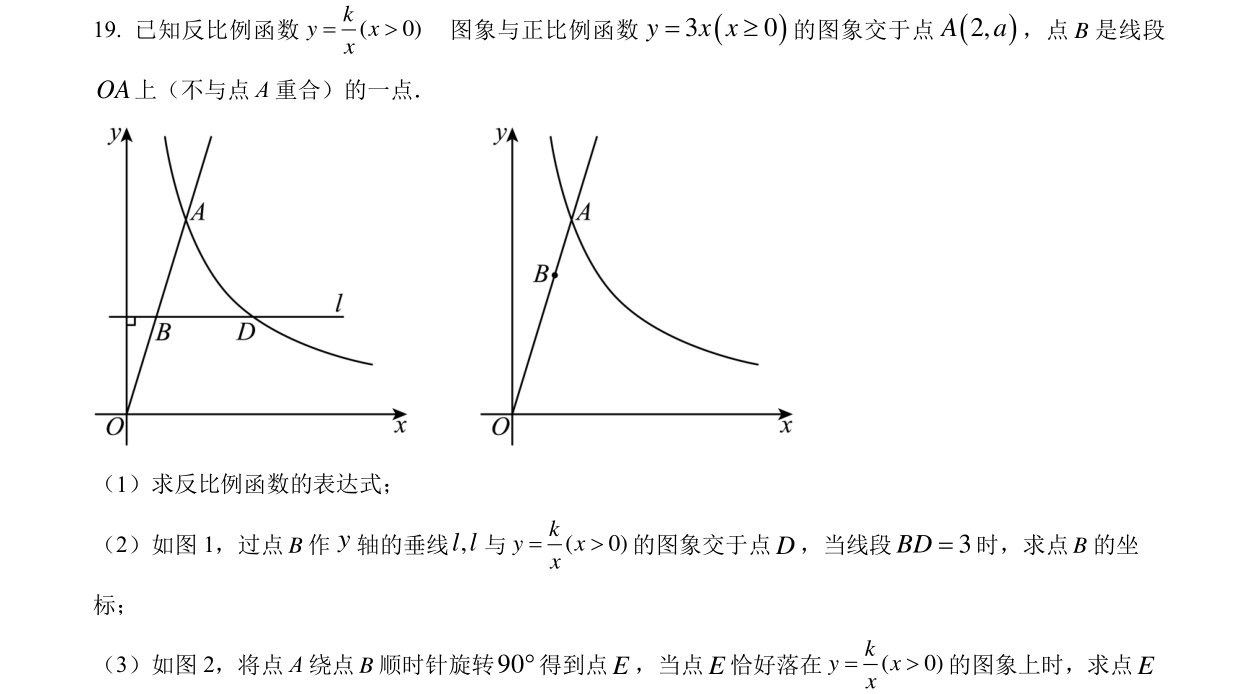 19. 已知反比例函数 y = k/x (x > 0) 图象与正比例函数 y = 3x(x ≥ 0) 的图象交于点 A(2, a)，点 B 是线段
OA 上（不与点 A 重合）的一点.
y
A
l
B
D
O
x
y
A
B
O
x
（1）求反比例函数的表达式；
（2）如图 1，过点 B 作 y 轴的垂线 l, l 与 y = k/x (x > 0) 的图象交于点 D，当线段 BD = 3 时，求点 B 的坐
标；
（3）如图 2，将点 A 绕点 B 顺时针旋转 90° 得到点 E，当点 E 恰好落在 y = k/x (x > 0) 的图象上时，求点 E